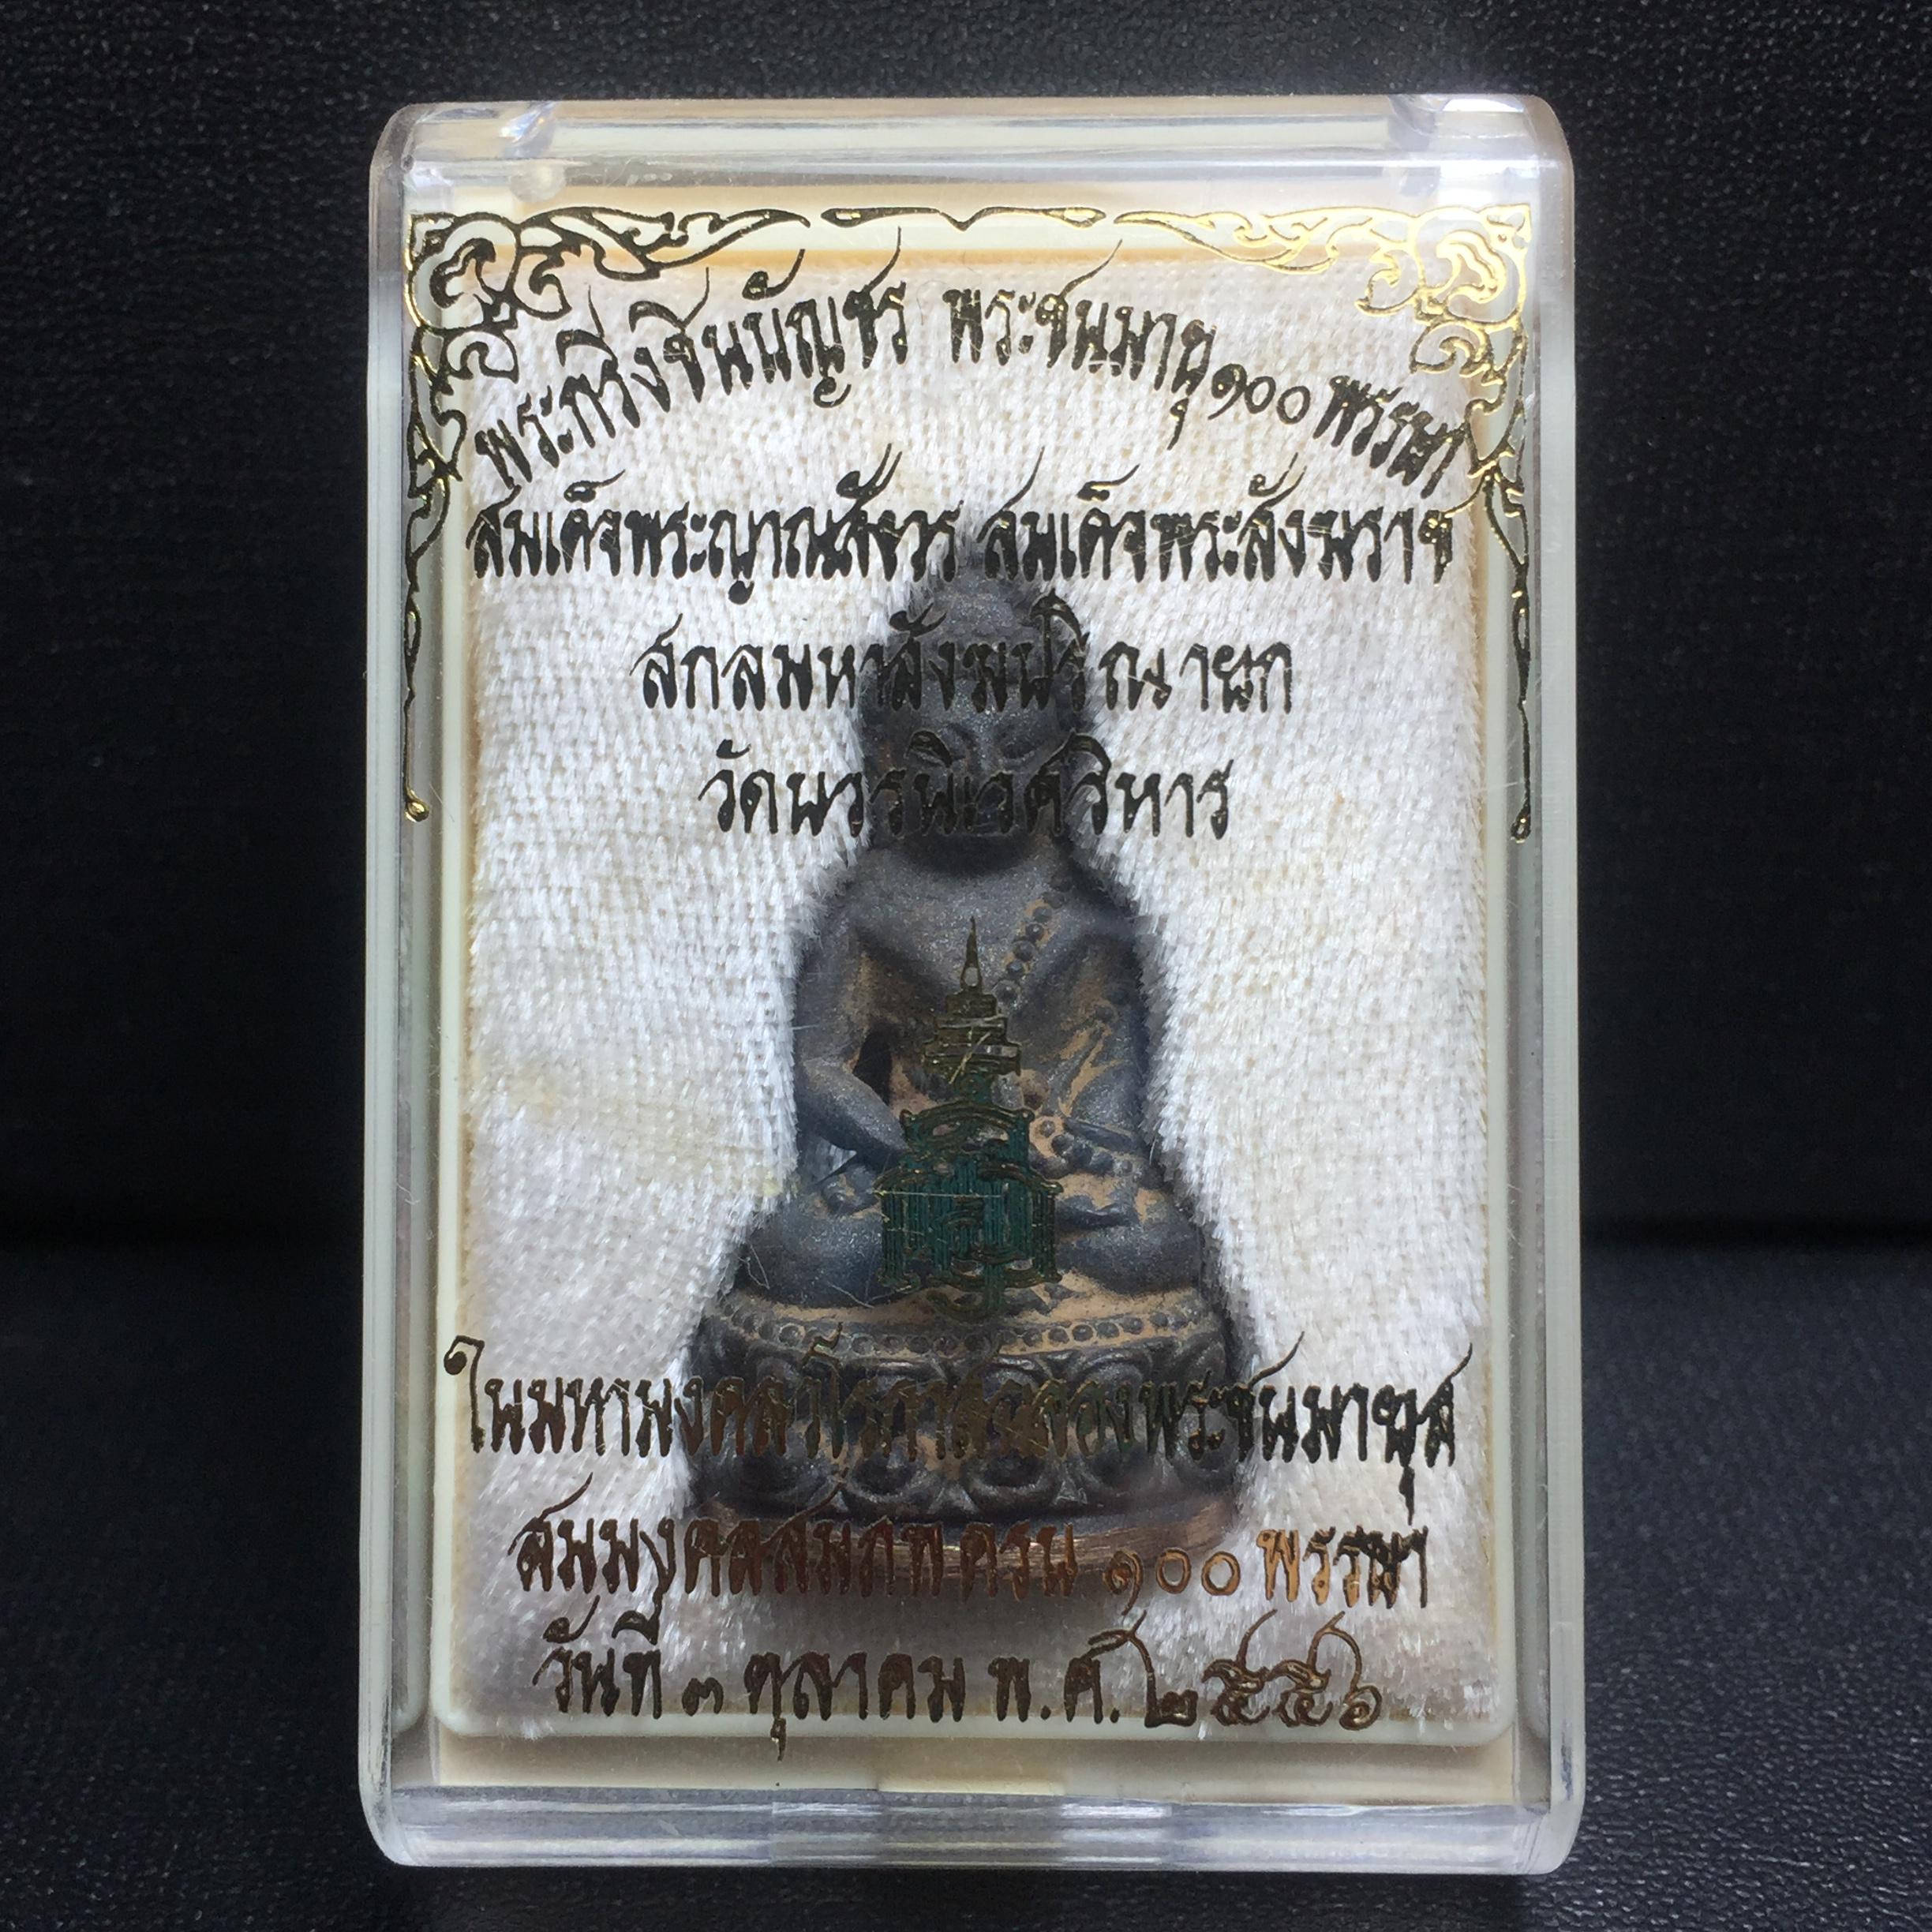 พระกริ่งชินบัญชร พระชนมายุ ๑๐๐ พรรษา
สมเด็จพระญาณสังวร สมเด็จพระสังฆราช
สกลมหาสังฆปริณายก
วัดบวรนิเวศวิหาร
ในมหามงคลวโรกาสฉลองพระชนมายุส
สมมงคลสมภพ ครบ ๑๐๐ พรรษา
วันที่ ๓ ตุลาคม พ.ศ. ๒๕๕๖